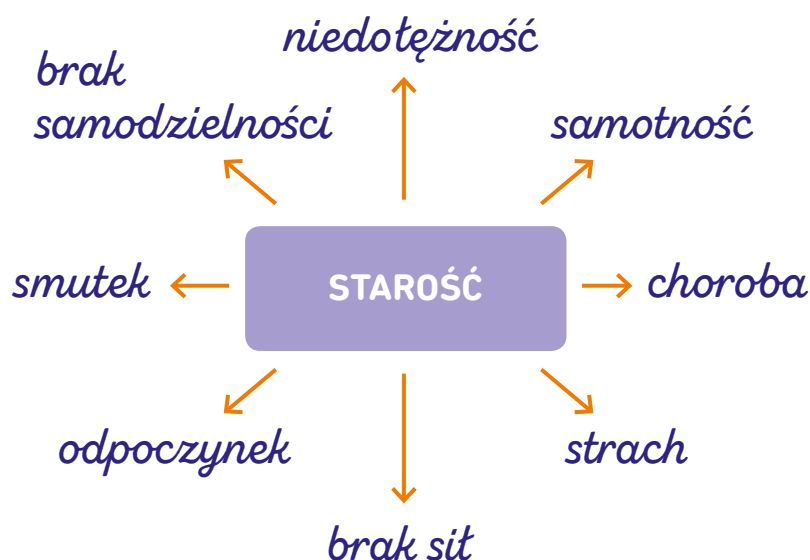 niedołężność
brak
samodzielności
samotność
smutek
STAROŚĆ
choroba
odpoczynek
strach
brak sił